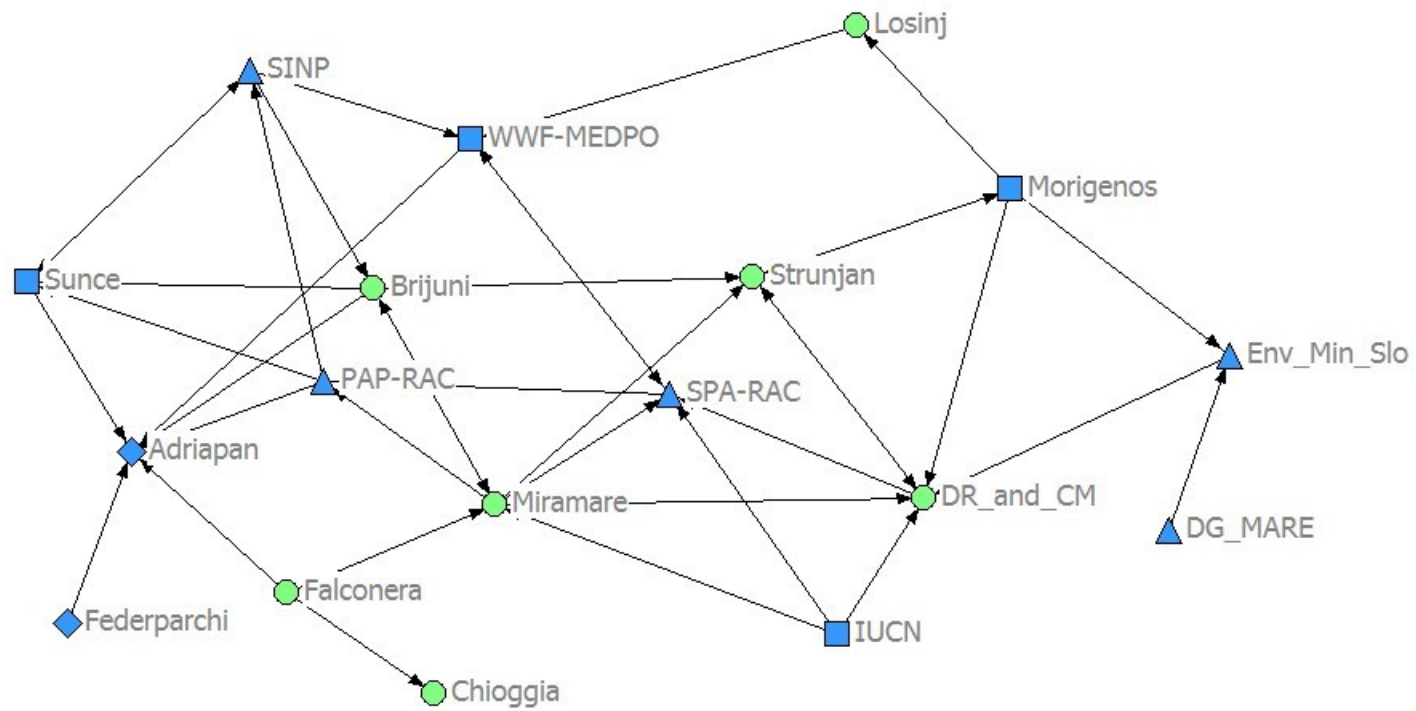 Losinj
SINP
WWF-MEDPO
Morigenos
Sunce
Brijuni
Strunjan
Env_Min_Slo
PAP-RAC
SPA-RAC
Adriapan
Miramare
DR_and_CM
DG_MARE
Falconera
Federparchi
IUCN
Chioggia